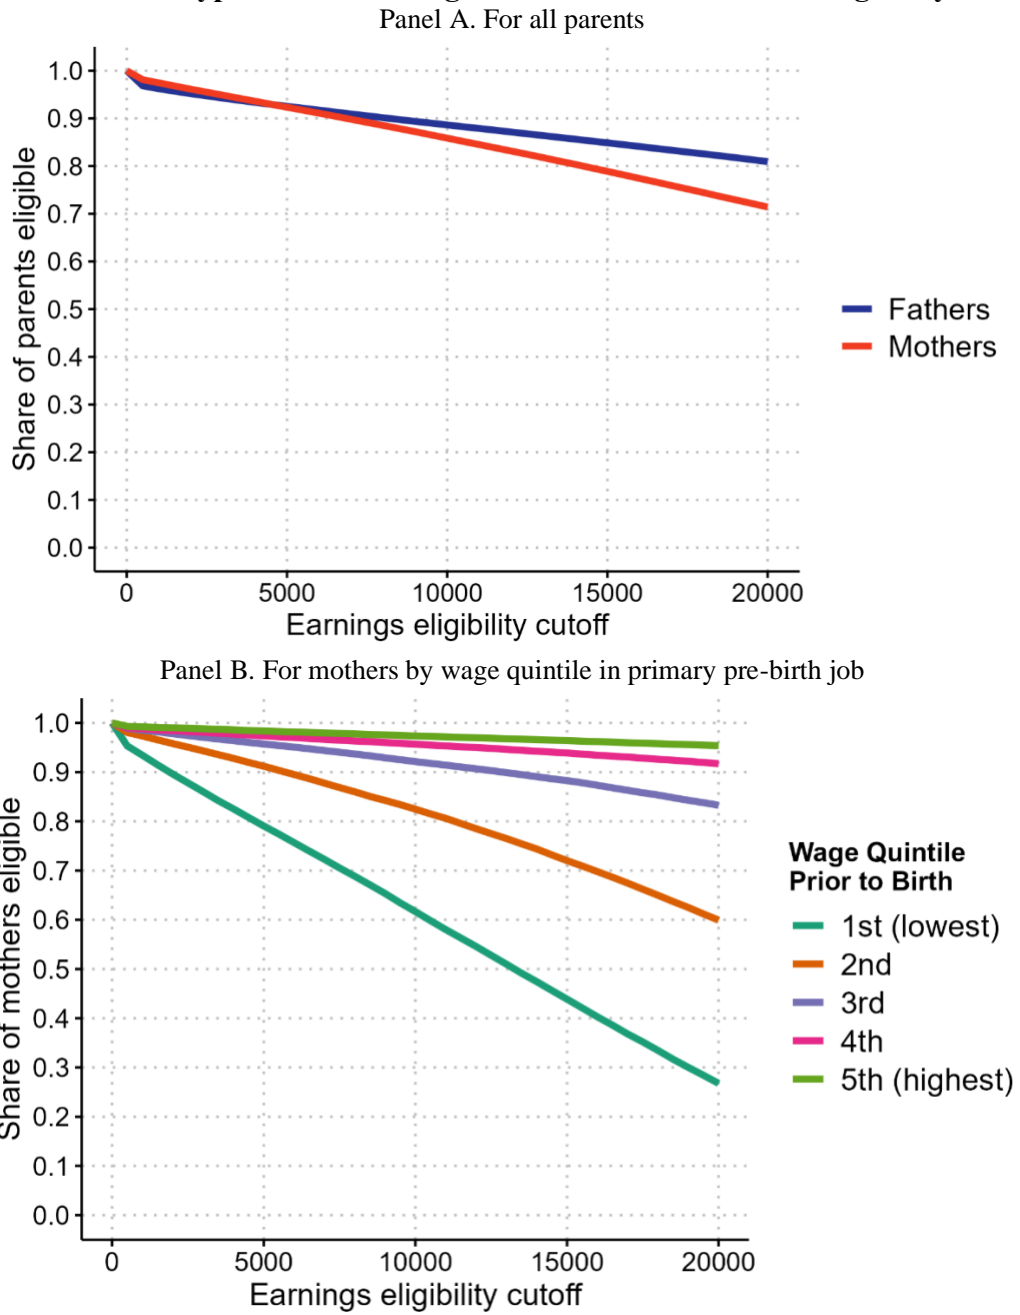 Panel A. For all parents
1.0
0.9
0.8
0.7
0.6
0.5
0.4
0.3
0.2
0.1
0.0
Share of parents eligible
0 5000 10000 15000 20000
Earnings eligibility cutoff
Fathers
Mothers
Panel B. For mothers by wage quintile in primary pre-birth job
1.0
0.9
0.8
0.7
0.6
0.5
0.4
0.3
0.2
0.1
0.0
Share of mothers eligible
0 5000 10000 15000 20000
Earnings eligibility cutoff
Wage Quintile
Prior to Birth
1st (lowest)
2nd
3rd
4th
5th (highest)